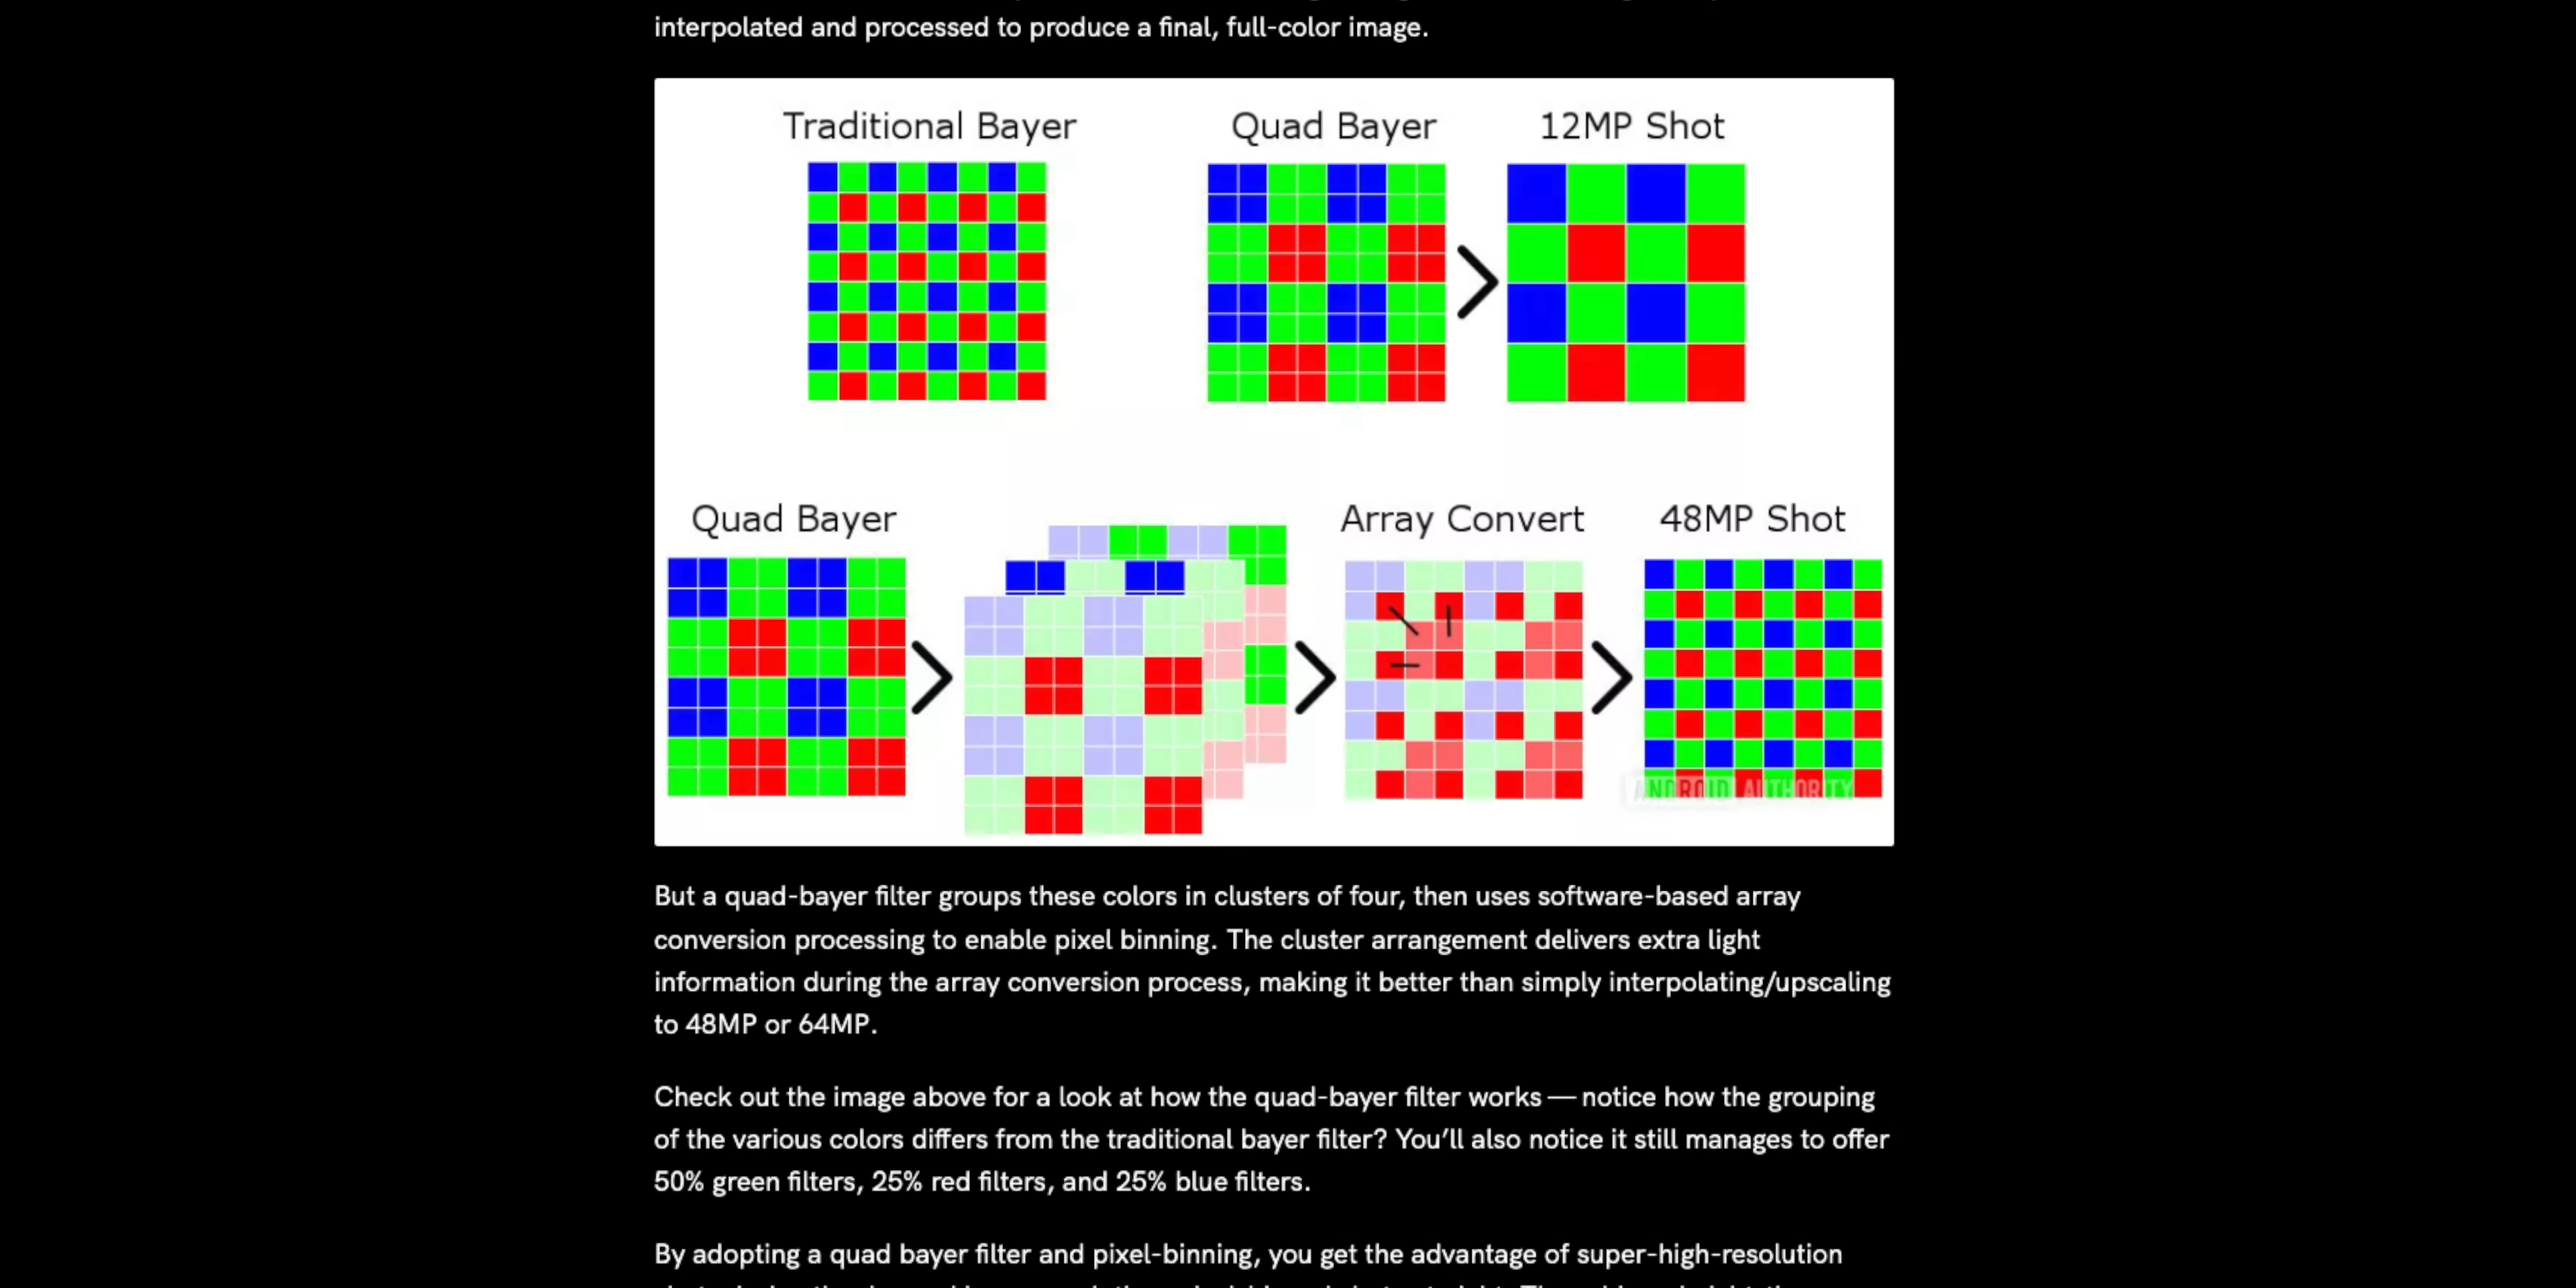 interpolated and processed to produce a final, full-color image.
Traditional Bayer
Quad Bayer
12MP Shot
Quad Bayer
Array Convert
48MP Shot
ANDROID AUTHORITY
But a quad-bayer filter groups these colors in clusters of four, then uses software-based array
conversion processing to enable pixel binning. The cluster arrangement delivers extra light
information during the array conversion process, making it better than simply interpolating/upscaling
to 48MP or 64MP.
Check out the image above for a look at how the quad-bayer filter works — notice how the grouping
of the various colors differs from the traditional bayer filter? You’ll also notice it still manages to offer
50% green filters, 25% red filters, and 25% blue filters.
By adopting a quad bayer filter and pixel-binning, you get the advantage of super-high-resolution